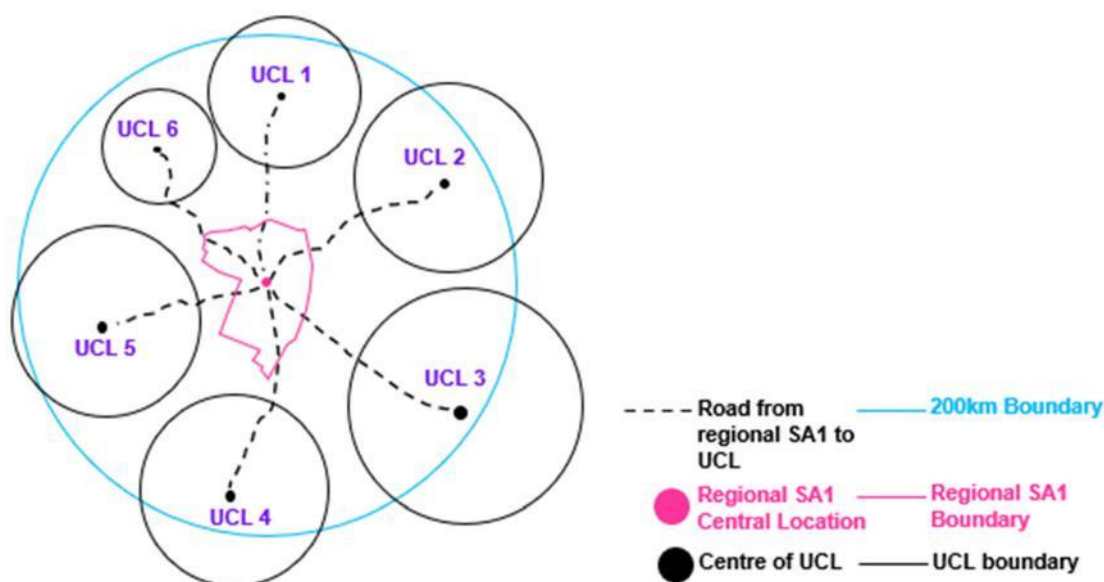 UCL 1
UCL 6
UCL 2
UCL 5
UCL 3
UCL 4
Road from
regional SA1 to
UCL
200km Boundary
Regional SA1
Central Location
Regional SA1
Boundary
Centre of UCL
UCL boundary